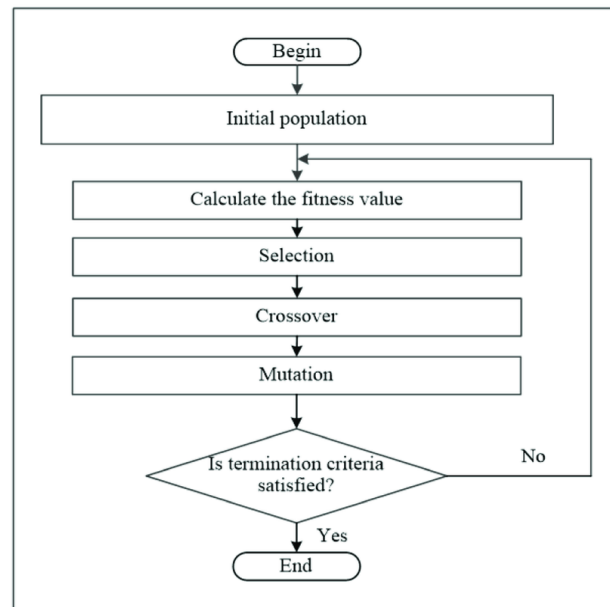 Begin
Initial population
Calculate the fitness value
Selection
Crossover
Mutation
Is termination criteria
satisfied?
No
Yes
End